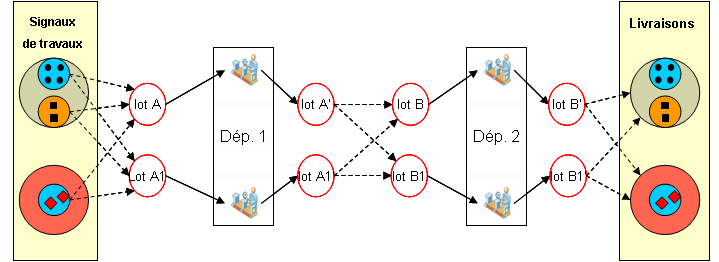 Signaux
de travaux
Livraisons
lot A
lot A'
lot B
lot B'
Dép. 1
Dép. 2
Lot A1
lot A1
lot B1
lot B1